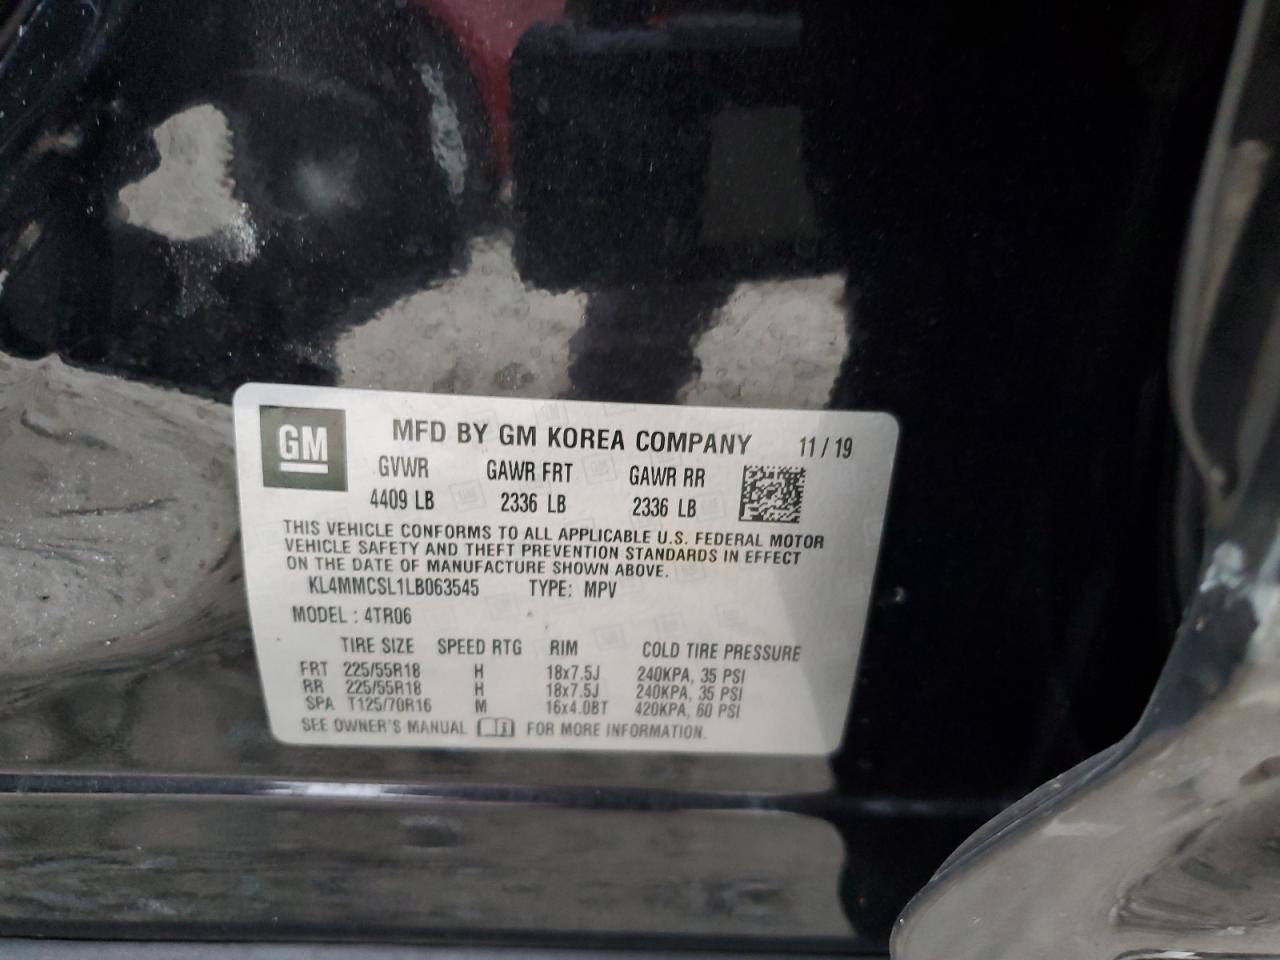 GM
MFD BY GM KOREA COMPANY 11 / 19
GVWR GAWR FRT GAWR RR
4409 LB 2336 LB 2336 LB
THIS VEHICLE CONFORMS TO ALL APPLICABLE U.S. FEDERAL MOTOR
VEHICLE SAFETY AND THEFT PREVENTION STANDARDS IN EFFECT
ON THE DATE OF MANUFACTURE SHOWN ABOVE.
KL4MMCSL1LB063545 TYPE: MPV
MODEL : 4TR06
TIRE SIZE SPEED RTG RIM COLD TIRE PRESSURE
FRT 225/55R18 H 18x7.5J 240KPA, 35 PSI
RR 225/55R18 H 18x7.5J 240KPA, 35 PSI
SPA T125/70R16 M 16x4.0BT 420KPA, 60 PSI
SEE OWNER'S MANUAL FOR MORE INFORMATION.